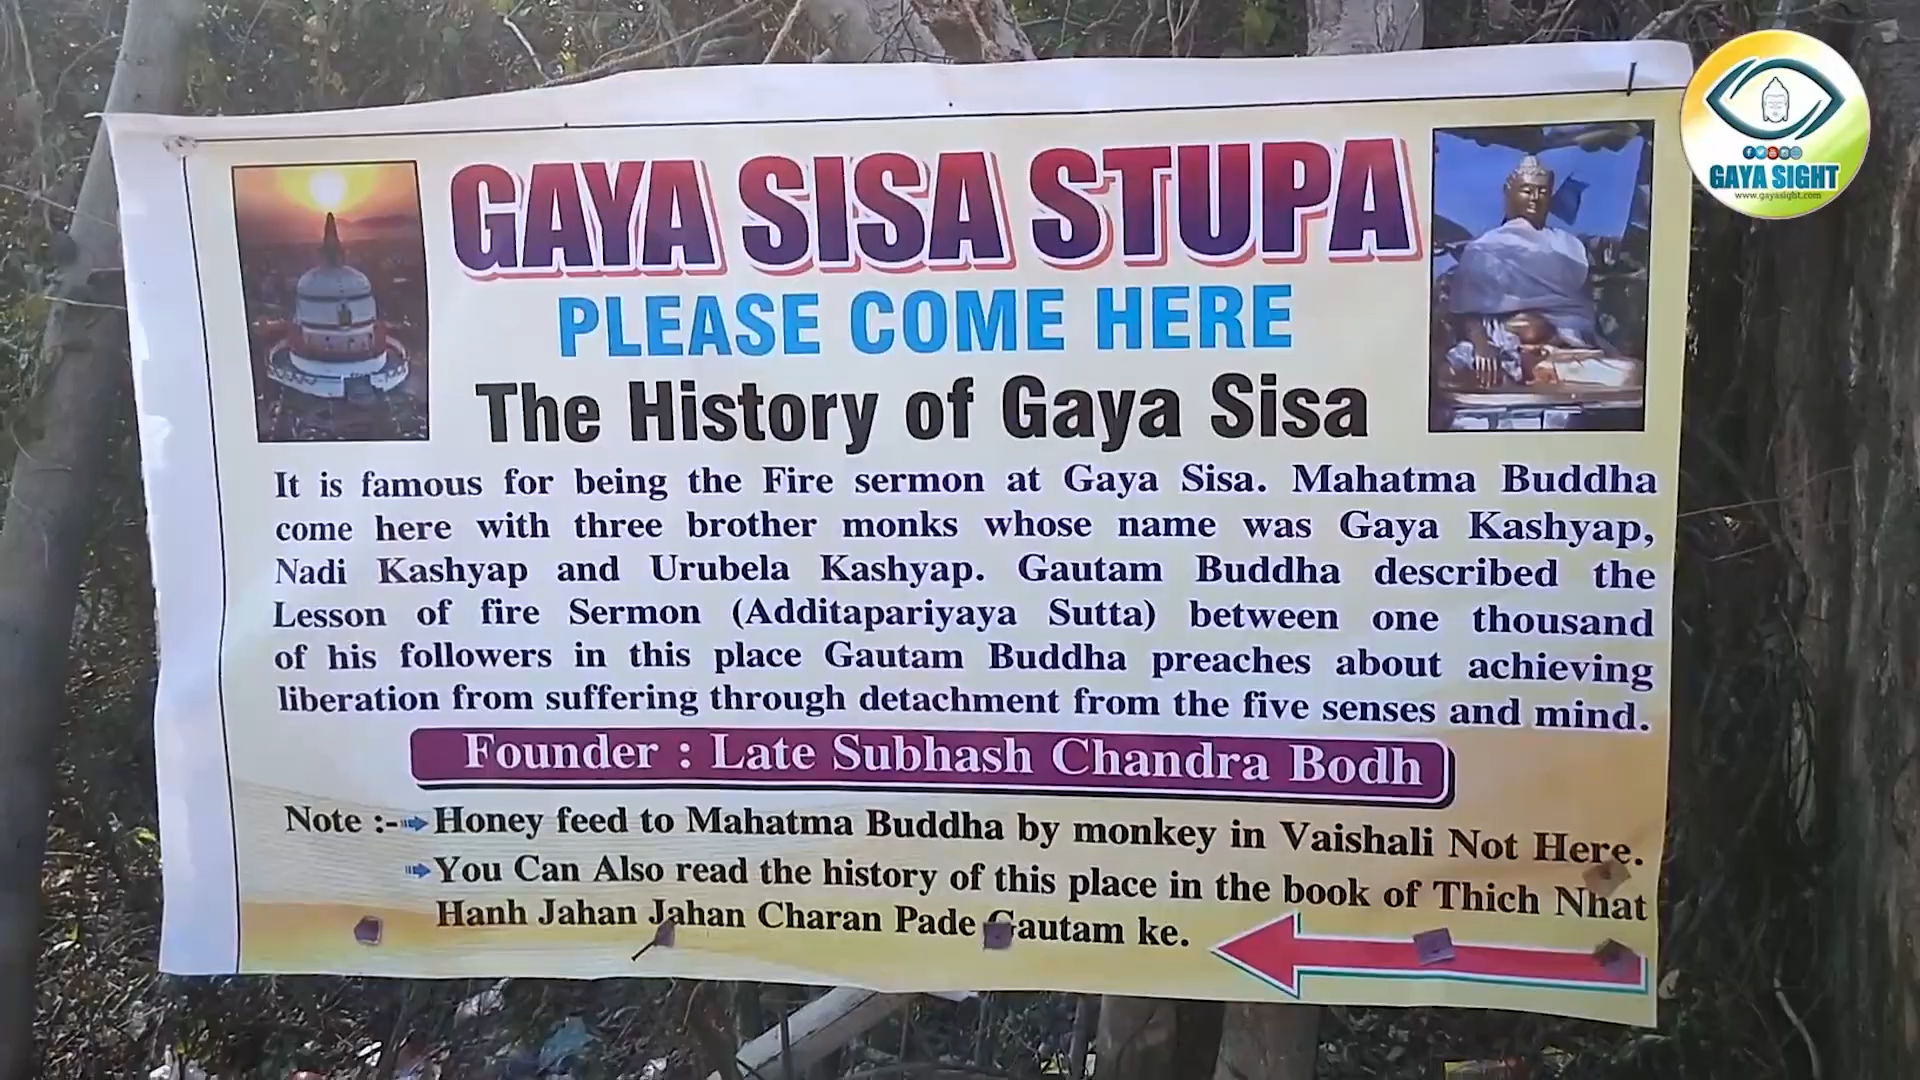 GAYA SISA STUPA
PLEASE COME HERE
The History of Gaya Sisa
It is famous for being the Fire sermon at Gaya Sisa. Mahatma Buddha
come here with three brother monks whose name was Gaya Kashyap,
Nadi Kashyap and Urubela Kashyap. Gautam Buddha described the
Lesson of fire Sermon (Additapariyaya Sutta) between one thousand
of his followers in this place Gautam Buddha preaches about achieving
liberation from suffering through detachment from the five senses and mind.
Founder : Late Subhash Chandra Bodh
Note :- Honey feed to Mahatma Buddha by monkey in Vaishali Not Here.
You Can Also read the history of this place in the book of Thich Nhat
Hanh Jahan Jahan Charan Pade Gautam ke.
GAYA SIGHT
www.gayasight.com